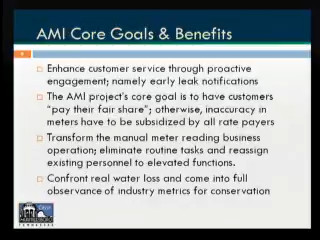 AMI Core Goals & Benefits
Enhance customer service through proactive
engagement; namely early leak notifications
The AMI project's core goal is to have customers
"pay their fair share"; otherwise, inaccuracy in
meters have to be subsidized by all rate payers
Transform the manual meter reading business
operation; eliminate routine tasks and reassign
existing personnel to elevated functions.
Confront real water loss and come into full
observance of industry metrics for conservation